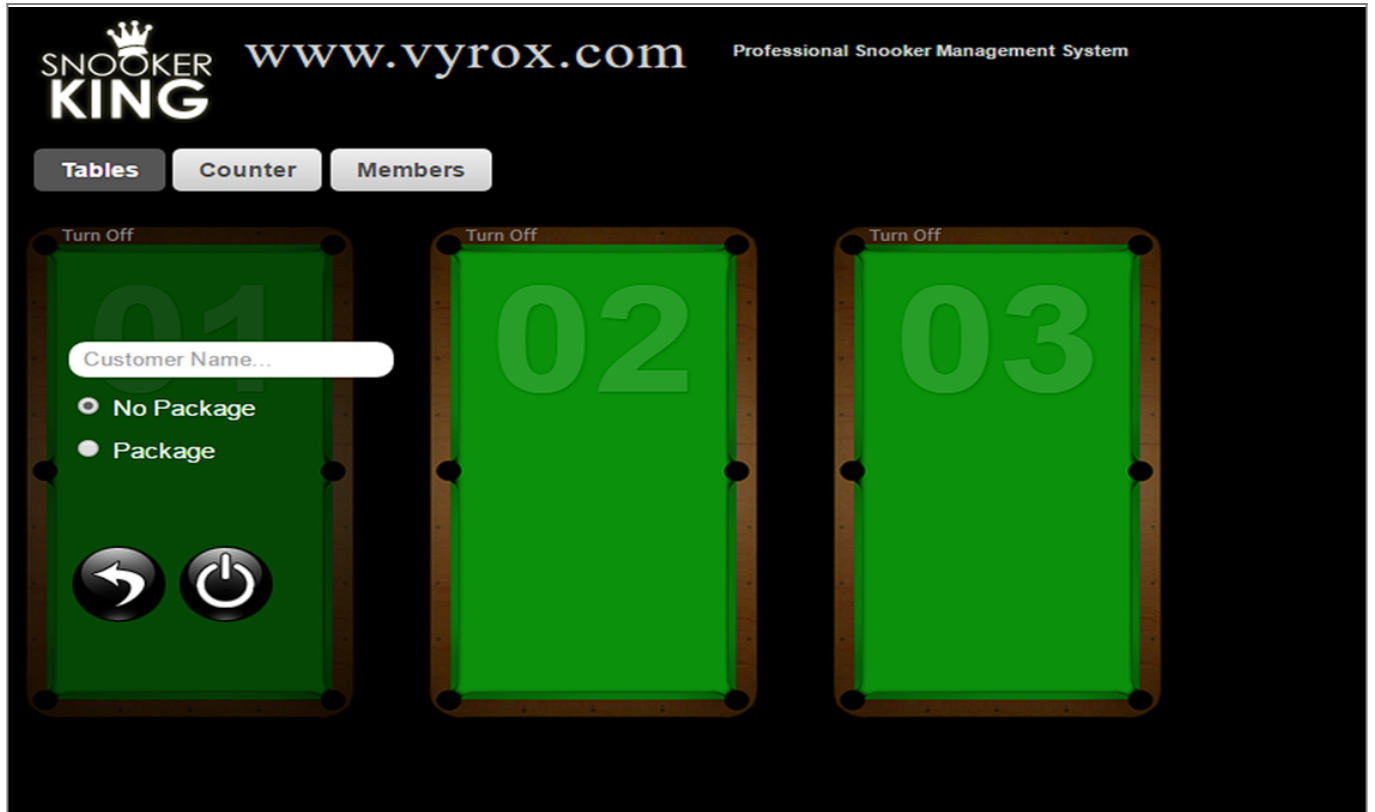 SNOOKER
KING
www.vyrox.com
Professional Snooker Management System
Tables
Counter
Members
Turn Off
01
Customer Name...
No Package
Package
Turn Off
02
Turn Off
03